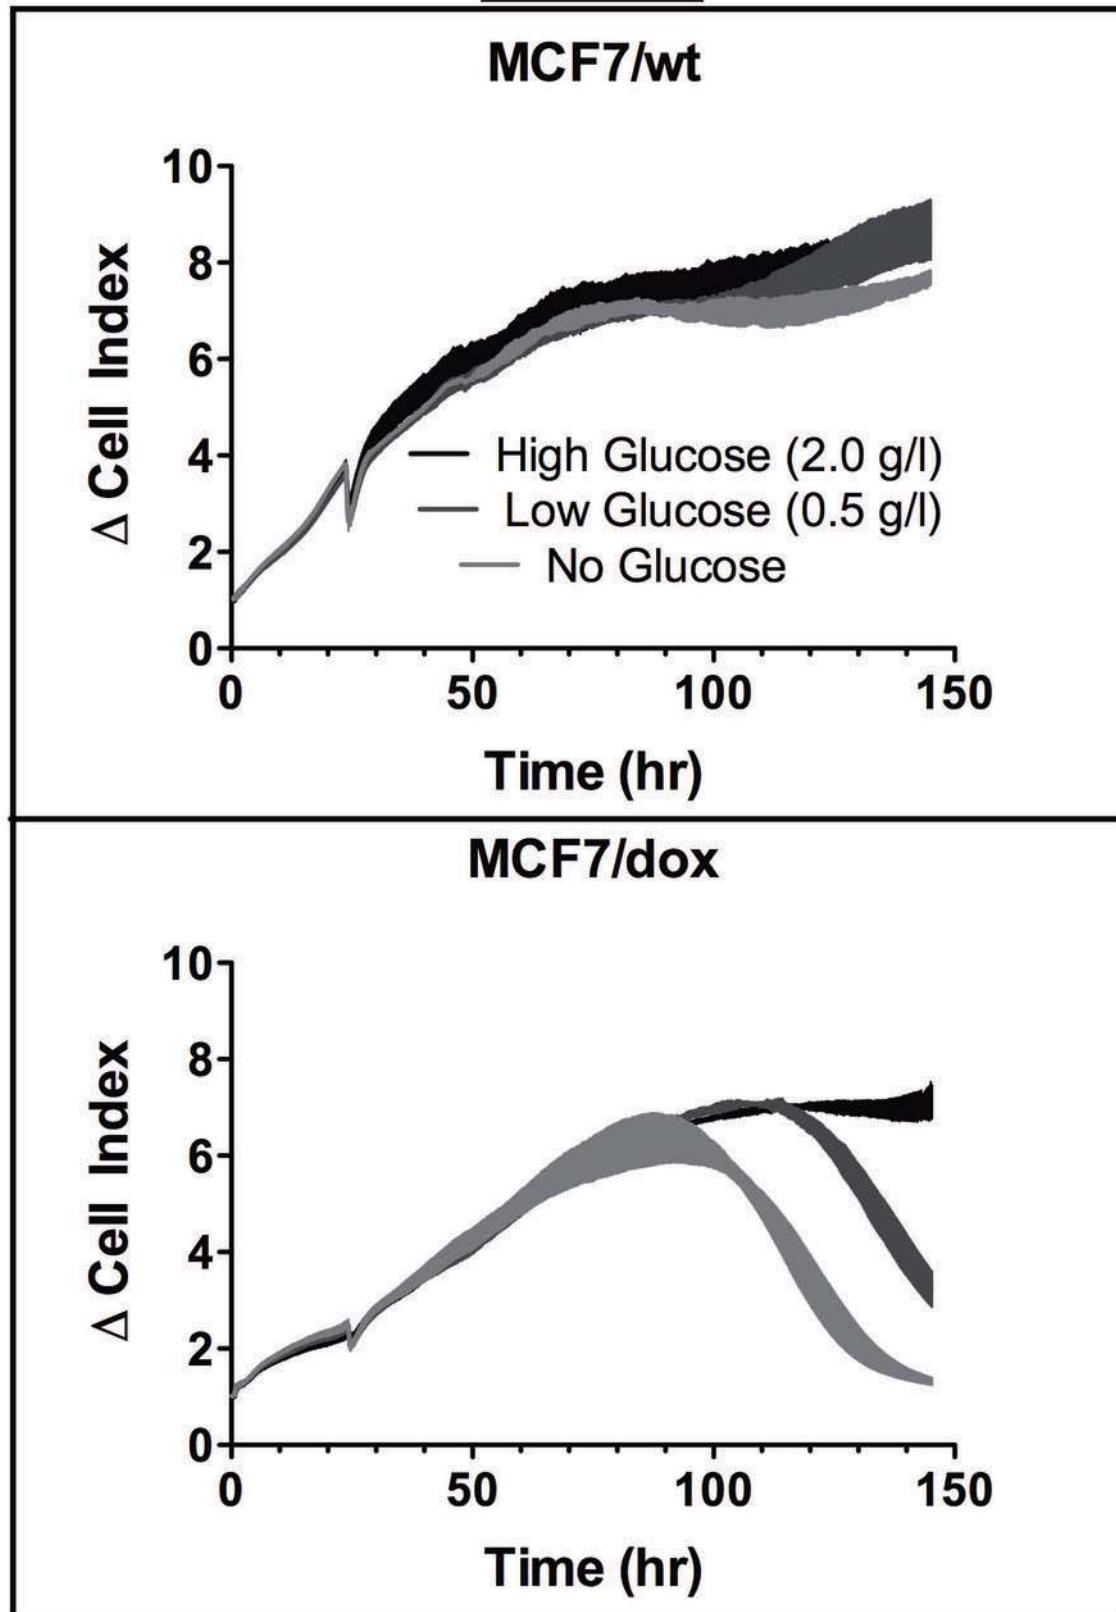 MCF7/wt
10
8
6
4
2
0
Δ Cell Index
High Glucose (2.0 g/l)
Low Glucose (0.5 g/l)
No Glucose
0 50 100 150
Time (hr)
MCF7/dox
10
8
6
4
2
0
Δ Cell Index
0 50 100 150
Time (hr)